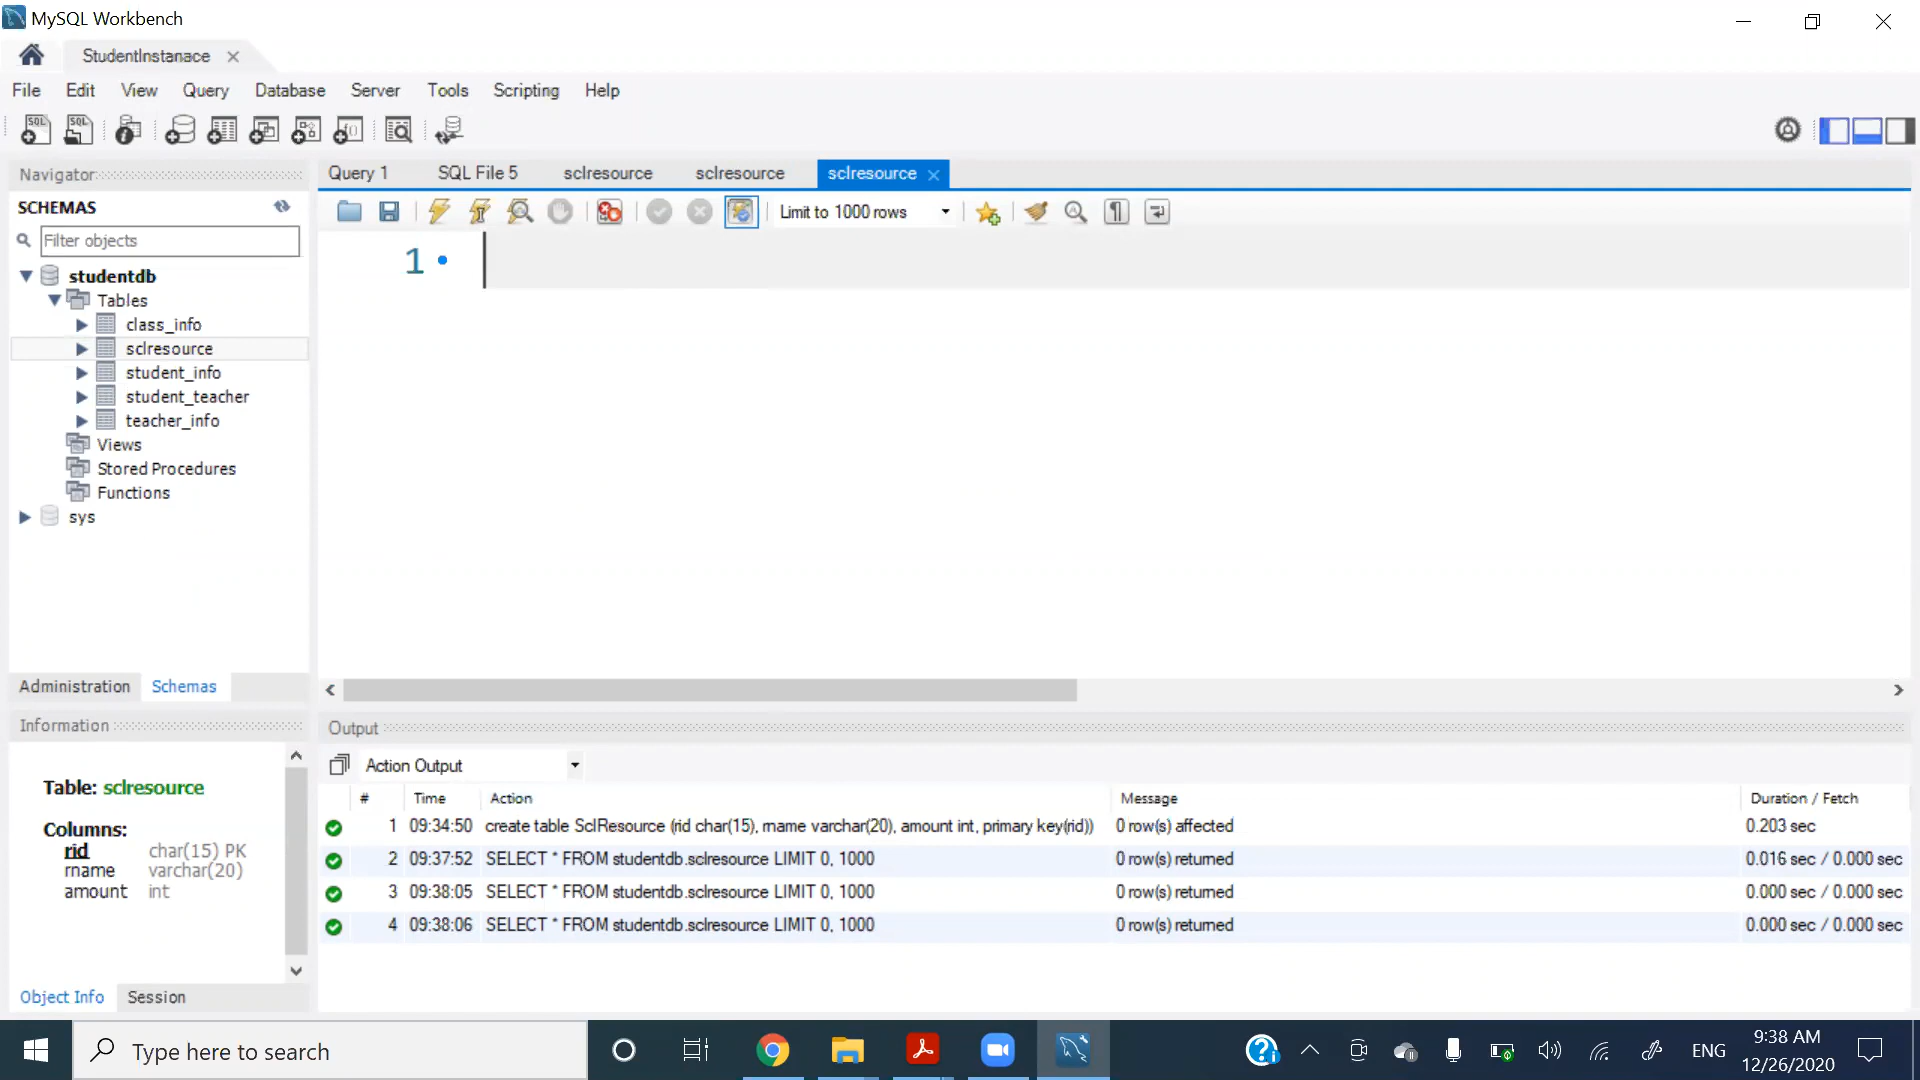 MySQL Workbench
StudentInstanace
File Edit View Query Database Server Tools Scripting Help
SQL SQL
Navigator
SCHEMAS
Filter objects
studentdb
Tables
class_info
sclresource
student_info
student_teacher
teacher_info
Views
Stored Procedures
Functions
sys
Administration Schemas
Query 1 SQL File 5 sclresource sclresource sclresource
Limit to 1000 rows
1
Information
Table: sclresource
Columns:
rid char(15) PK
rname varchar(20)
amount int
Object Info Session
Output
Action Output
# Time Action Message Duration / Fetch
1 09:34:50 create table SclResource (rid char(15), rname varchar(20), amount int, primary key(rid)) 0 row(s) affected 0.203 sec
2 09:37:52 SELECT * FROM studentdb.sclresource LIMIT 0, 1000 0 row(s) returned 0.016 sec / 0.000 sec
3 09:38:05 SELECT * FROM studentdb.sclresource LIMIT 0, 1000 0 row(s) returned 0.000 sec / 0.000 sec
4 09:38:06 SELECT * FROM studentdb.sclresource LIMIT 0, 1000 0 row(s) returned 0.000 sec / 0.000 sec
Type here to search
ENG
9:38 AM
12/26/2020